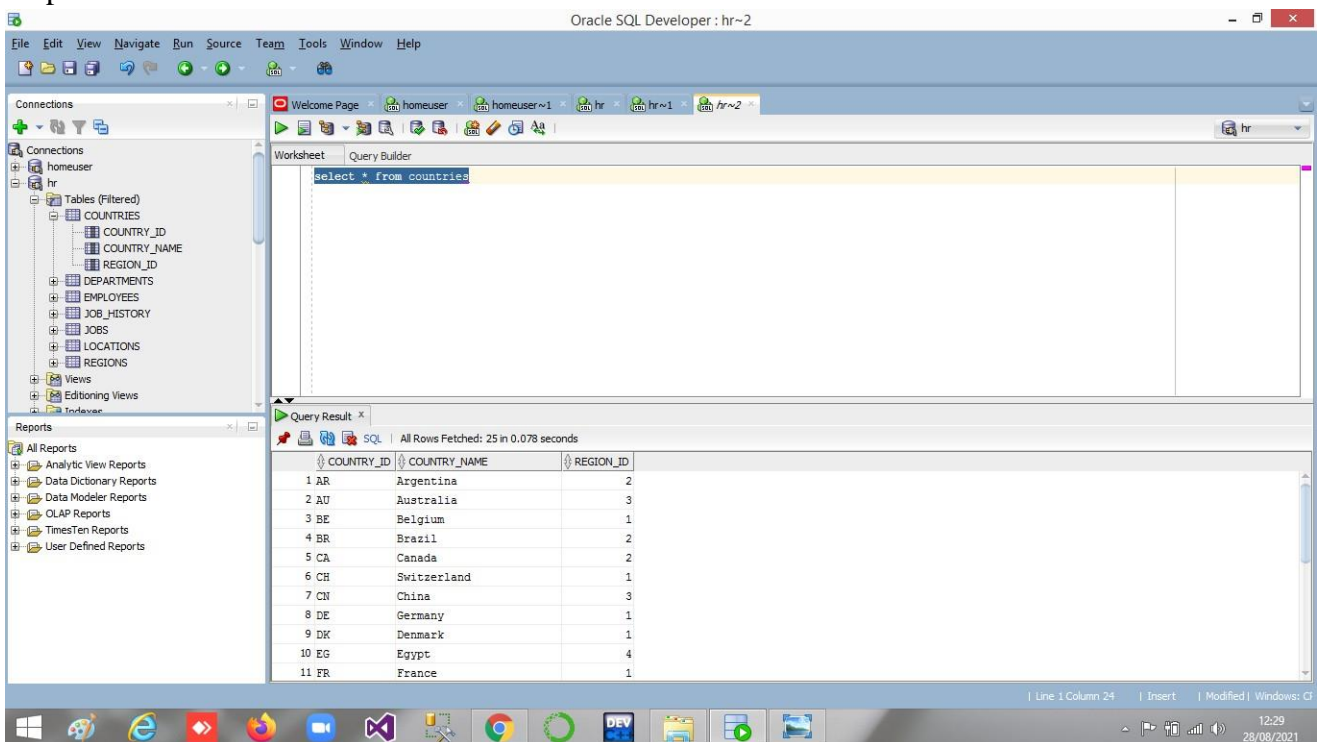 Oracle SQL Developer : hr~2
File Edit View Navigate Run Source Team Tools Window Help
Connections
Welcome Page homeuser homeuser~1 hr hr~1 hr~2
hr
Worksheet Query Builder
select * from countries
Connections
homeuser
hr
Tables (Filtered)
COUNTRIES
COUNTRY_ID
COUNTRY_NAME
REGION_ID
DEPARTMENTS
EMPLOYEES
JOB_HISTORY
JOBS
LOCATIONS
REGIONS
Views
Editioning Views
Indexes
Reports
All Reports
Analytic View Reports
Data Dictionary Reports
Data Modeler Reports
OLAP Reports
TimesTen Reports
User Defined Reports
Query Result
SQL | All Rows Fetched: 25 in 0.078 seconds
COUNTRY_ID COUNTRY_NAME REGION_ID
1 AR Argentina 2
2 AU Australia 3
3 BE Belgium 1
4 BR Brazil 2
5 CA Canada 2
6 CH Switzerland 1
7 CN China 3
8 DE Germany 1
9 DK Denmark 1
10 EG Egypt 4
11 FR France 1
| Line 1 Column 24 | Insert | Modified | Windows: CF
DEV
12:29
28/08/2021